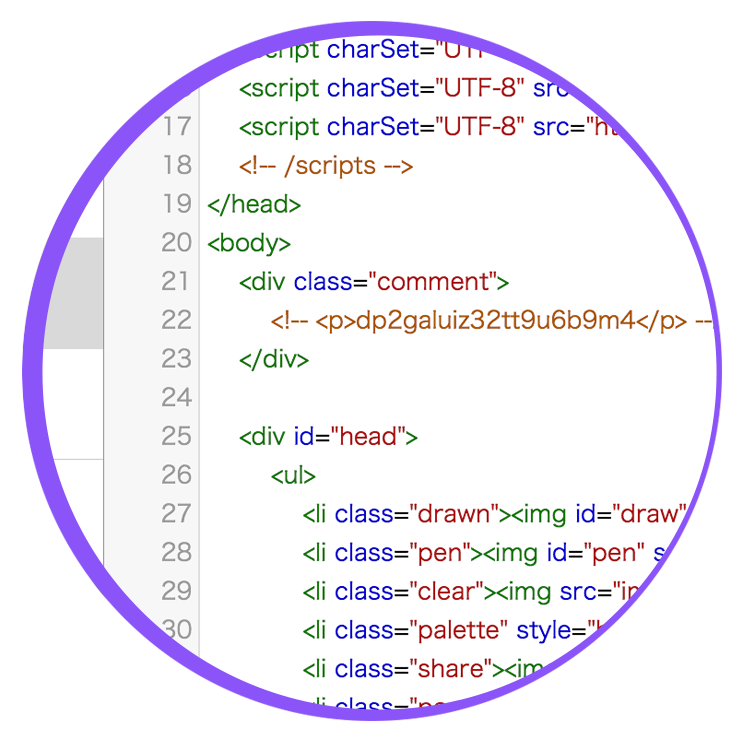 script charSet="UTF-
<script charSet="UTF-8" src
17 <script charSet="UTF-8" src="ht
18 <!-- /scripts -->
19 </head>
20 <body>
21 <div class="comment">
22 <!-- <p>dp2galuiz32tt9u6b9m4</p> --
23 </div>
24
25 <div id="head">
26 <ul>
27 <li class="drawn"><img id="draw"
28 <li class="pen"><img id="pen" s
29 <li class="clear"><img src="in
30 <li class="palette" style="
<li class="share"><im
<li class="